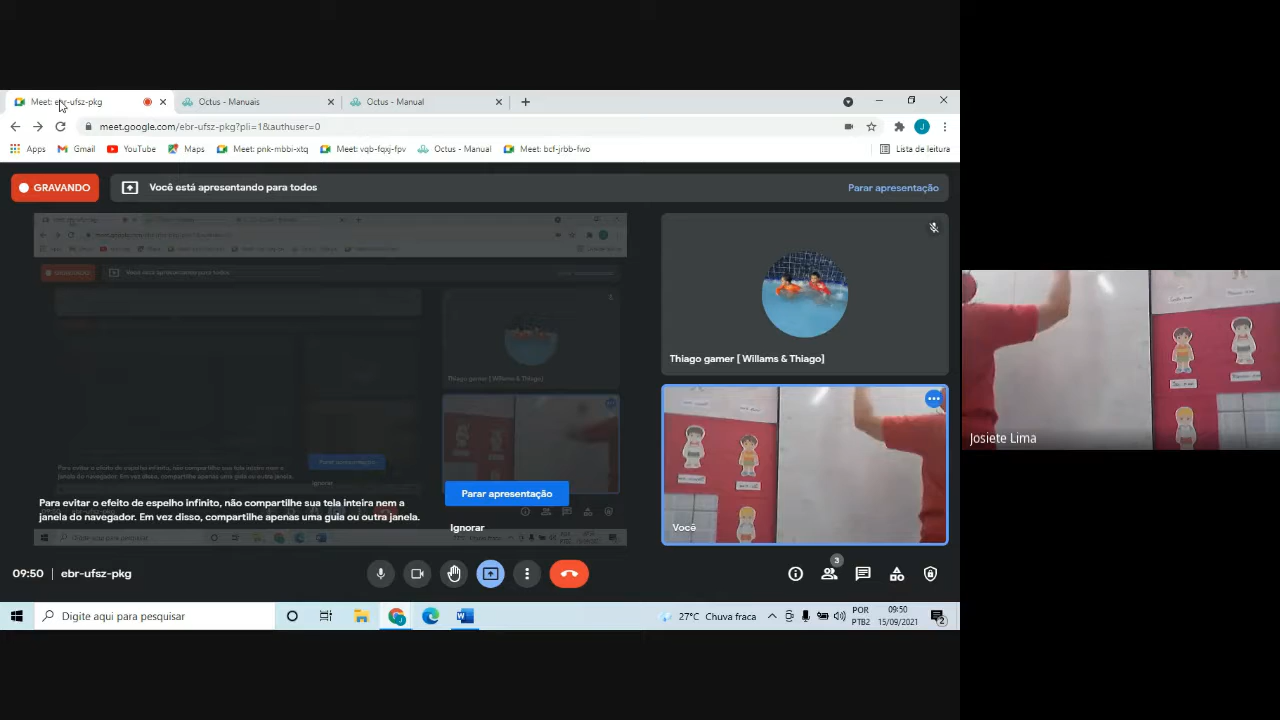 Meet: ebr-ufsz-pkg
Octus - Manuais
Octus - Manual
meet.google.com/ebr-ufsz-pkg?pli=1&authuser=0
Apps
Gmail
YouTube
Maps
Meet: pnk-mbbi-xtq
Meet: vqb-fqxj-fpv
Octus - Manual
Meet: bcf-jrbb-fwo
Lista de leitura
GRAVANDO
Você está apresentando para todos
Parar apresentação
Thiago gamer [ Willams & Thiago]
Para evitar o efeito de espelho infinito, não compartilhe sua tela inteira nem a
janela do navegador. Em vez disso, compartilhe apenas uma guia ou outra janela.
Parar apresentação
Ignorar
Você
Josiete Lima
09:50 | ebr-ufsz-pkg
3
Digite aqui para pesquisar
27°C Chuva fraca
POR
PTB2
09:50
15/09/2021
2